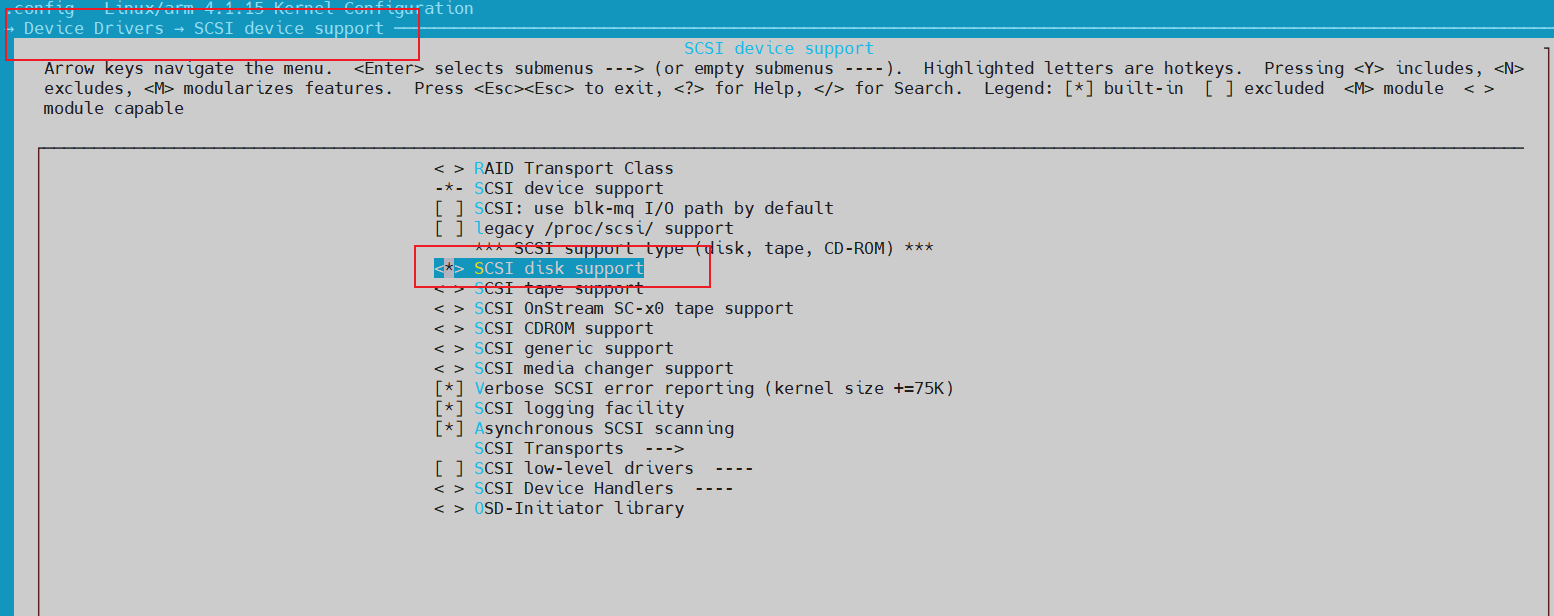 .config - Linux/arm 4.1.15 Kernel Configuration
→ Device Drivers → SCSI device support
SCSI device support
Arrow keys navigate the menu.  <Enter> selects submenus ---> (or empty submenus ----).  Highlighted letters are hotkeys.  Pressing <Y> includes, <N>
excludes, <M> modularizes features.  Press <Esc><Esc> to exit, <?> for Help, </> for Search.  Legend: [*] built-in  [ ] excluded  <M> module  < >
module capable
< > RAID Transport Class
-*- SCSI device support
[ ] SCSI: use blk-mq I/O path by default
[ ] legacy /proc/scsi/ support
*** SCSI support type (disk, tape, CD-ROM) ***
<*> SCSI disk support
< > SCSI tape support
< > SCSI OnStream SC-x0 tape support
< > SCSI CDROM support
< > SCSI generic support
< > SCSI media changer support
[*] Verbose SCSI error reporting (kernel size +=75K)
[*] SCSI logging facility
[*] Asynchronous SCSI scanning
SCSI Transports  --->
[ ] SCSI low-level drivers  ----
< > SCSI Device Handlers  ----
< > OSD-Initiator library